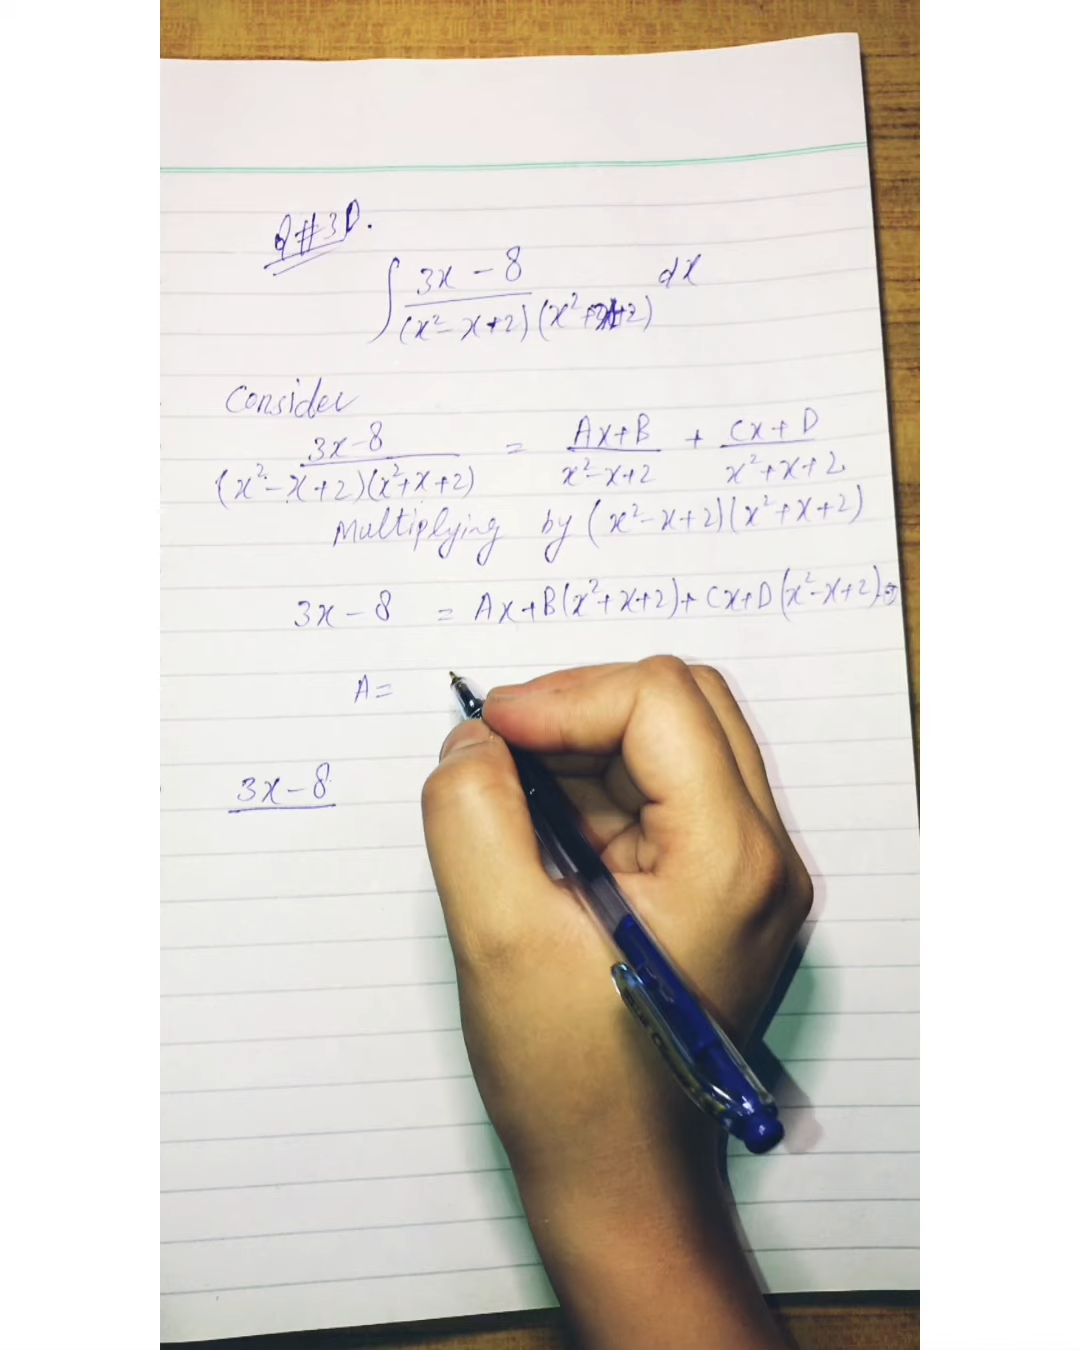 Q#3D.
∫ 3x - 8 / (x² - x+2)(x²+x+2) dx
Consider
3x-8 / (x²-x+2)(x²+x+2) = Ax+B / x²-x+2 + Cx+D / x²+x+2
Multiplying by (x²-x+2)(x²+x+2)
3x - 8 = Ax+B(x²+x+2)+ Cx+D(x²-x+2)
A =
3x-8